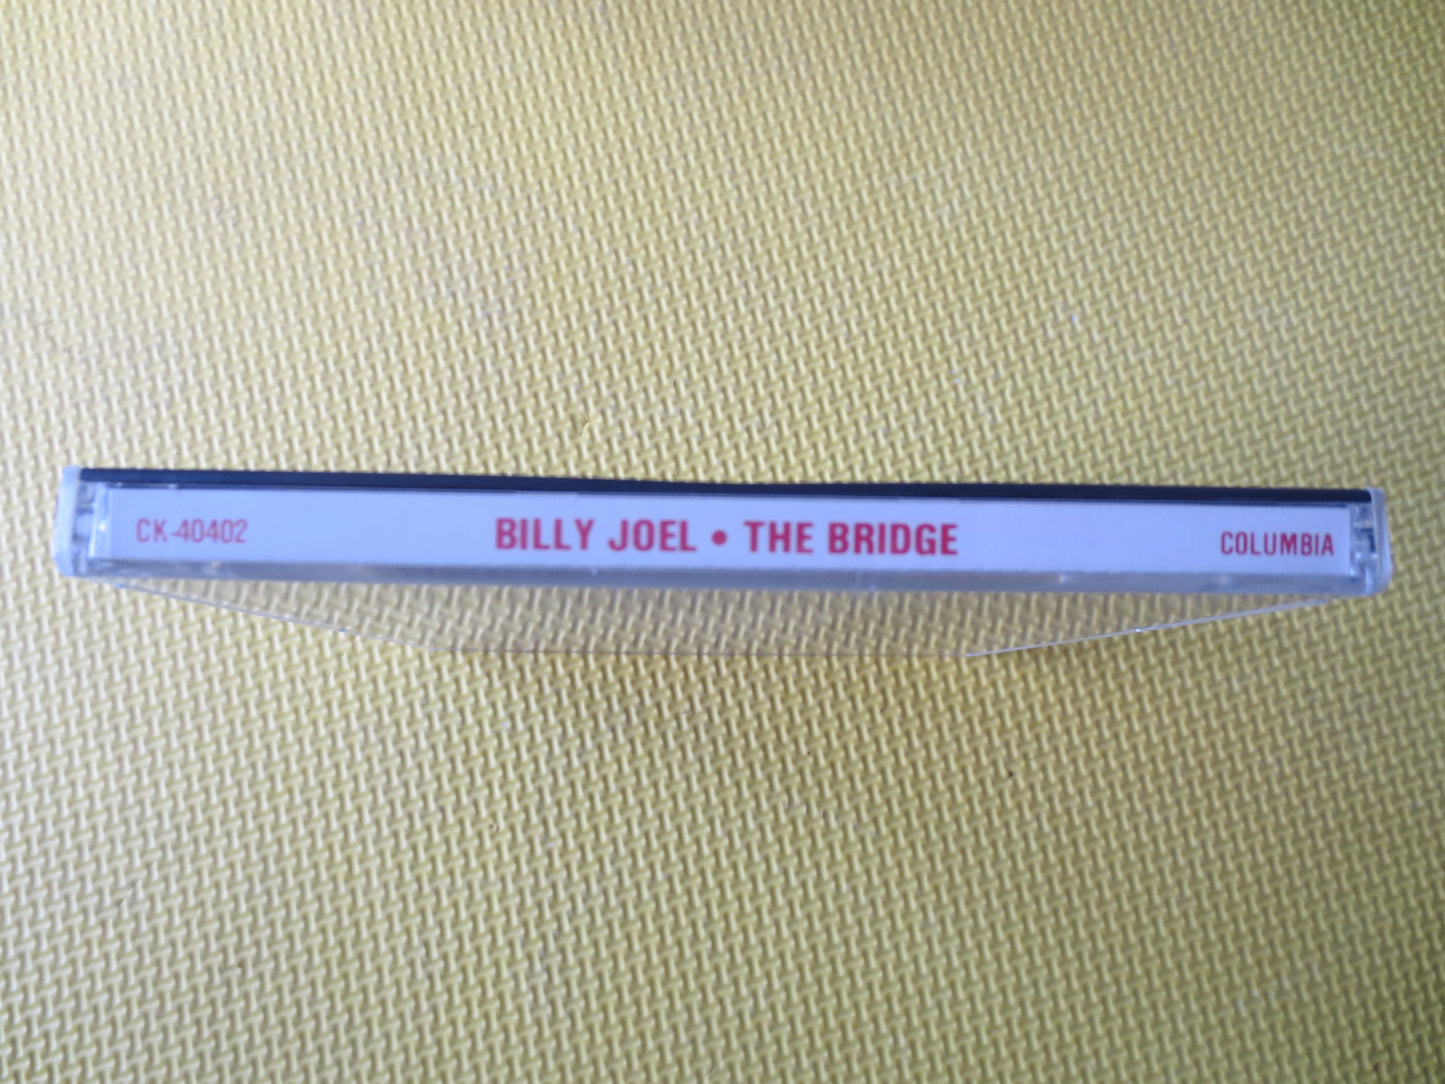 CK-40402 BILLY JOEL • THE BRIDGE COLUMBIA